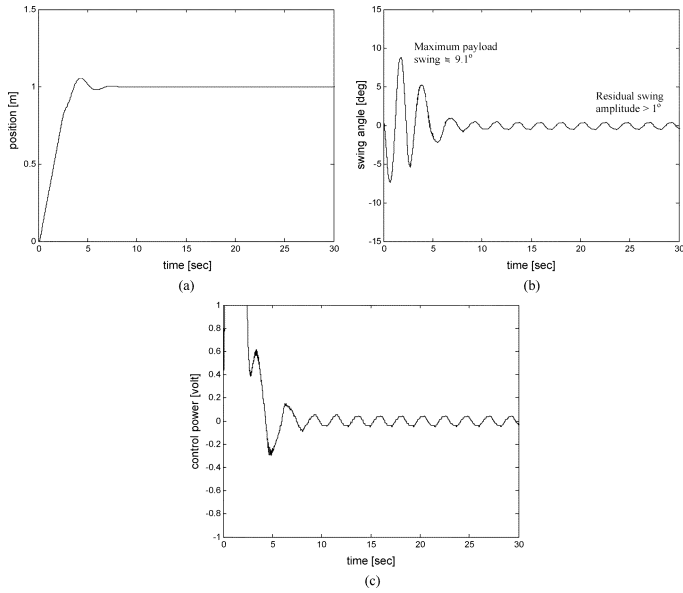 1.5
1
0.5
0
position [m]
0 5 10 15 20 25 30
time [sec]
(a)
15
10
5
0
-5
-10
-15
swing angle [deg]
Maximum payload
swing ≒ 9.1°
Residual swing
amplitude > 1°
0 5 10 15 20 25 30
time [sec]
(b)
1
0.8
0.6
0.4
0.2
0
-0.2
-0.4
-0.6
-0.8
-1
control power [volt]
0 5 10 15 20 25 30
time [sec]
(c)